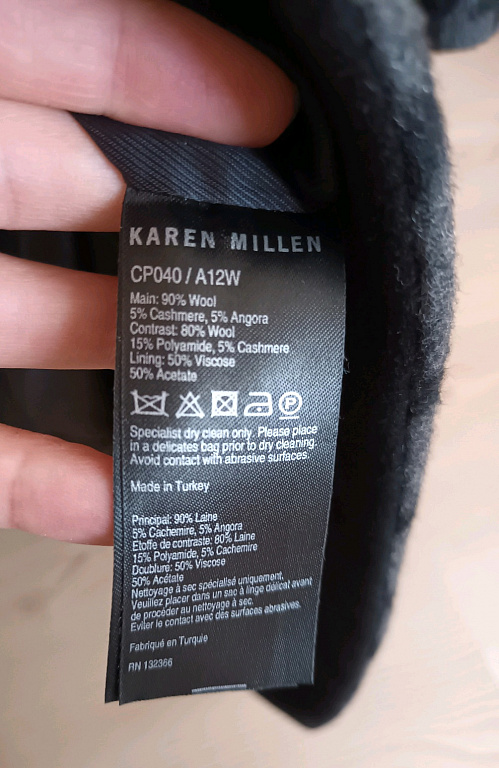 KAREN MILLEN
CP040 / A12W
Main: 90% Wool
5% Cashmere, 5% Angora
Contrast: 80% Wool
15% Polyamide, 5% Cashmere
Lining: 50% Viscose
50% Acetate
P
Specialist dry clean only. Please place
in a delicates bag prior to dry cleaning.
Avoid contact with abrasive surfaces.
Made in Turkey
Principal: 90% Laine
5% Cachemire, 5% Angora
Etoffe de contraste: 80% Laine
15% Polyamide, 5% Cachemire
Doublure: 50% Viscose
50% Acétate
Nettoyage à sec spécialisé uniquement.
Veuillez placer dans un sac à linge délicat avant
de procéder au nettoyage à sec.
Eviter le contact avec des surfaces abrasives.
Fabriqué en Turquie
RN 132366